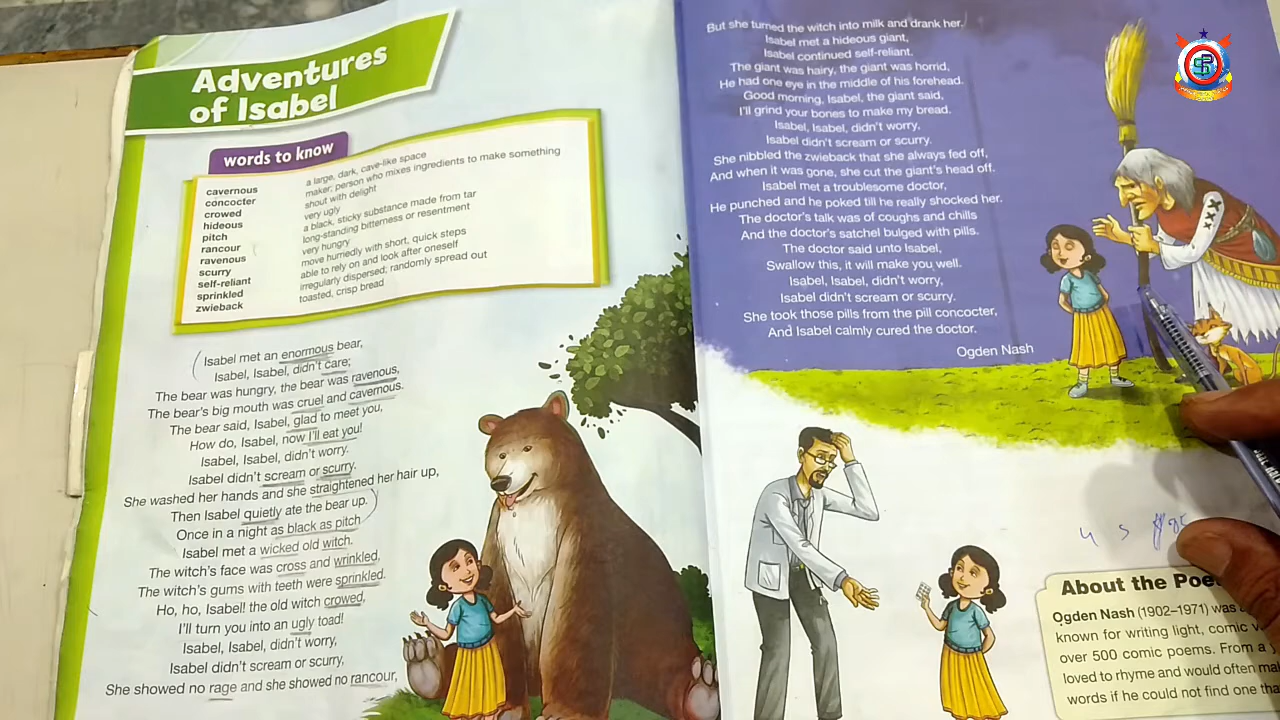 Adventures
of Isabel
words to know
cavernous a large, dark, cave-like space
concocter maker; person who mixes ingredients to make something
crowed shout with delight
hideous very ugly
pitch a black, sticky substance made from tar
rancour long-standing bitterness or resentment
ravenous very hungry
scurry move hurriedly with short, quick steps
self-reliant able to rely on and look after oneself
sprinkled irregularly dispersed; randomly spread out
zwieback toasted, crisp bread
Isabel met an enormous bear,
Isabel, Isabel, didn't care;
The bear was hungry, the bear was ravenous,
The bear's big mouth was cruel and cavernous.
The bear said, Isabel, glad to meet you,
How do, Isabel, now I'll eat you!
Isabel, Isabel, didn't worry.
Isabel didn't scream or scurry.
She washed her hands and she straightened her hair up,
Then Isabel quietly ate the bear up.
Once in a night as black as pitch
Isabel met a wicked old witch.
The witch's face was cross and wrinkled,
The witch's gums with teeth were sprinkled.
Ho, ho, Isabel! the old witch crowed,
I'll turn you into an ugly toad!
Isabel, Isabel, didn't worry,
Isabel didn't scream or scurry,
She showed no rage and she showed no rancour,
But she turned the witch into milk and drank her.
Isabel met a hideous giant,
Isabel continued self-reliant.
The giant was hairy, the giant was horrid,
He had one eye in the middle of his forehead.
Good morning, Isabel, the giant said,
I'll grind your bones to make my bread.
Isabel, Isabel, didn't worry,
Isabel didn't scream or scurry.
She nibbled the zwieback that she always fed off,
And when it was gone, she cut the giant's head off.
Isabel met a troublesome doctor,
He punched and he poked till he really shocked her.
The doctor's talk was of coughs and chills
And the doctor's satchel bulged with pills.
The doctor said unto Isabel,
Swallow this, it will make you well.
Isabel, Isabel, didn't worry,
Isabel didn't scream or scurry.
She took those pills from the pill concocter,
And Isabel calmly cured the doctor.
Ogden Nash
About the
Ogden Nash (1902–1971) was
known for writing light, comic
over 500 comic poems. From a
loved to rhyme and would often
words if he could not find one